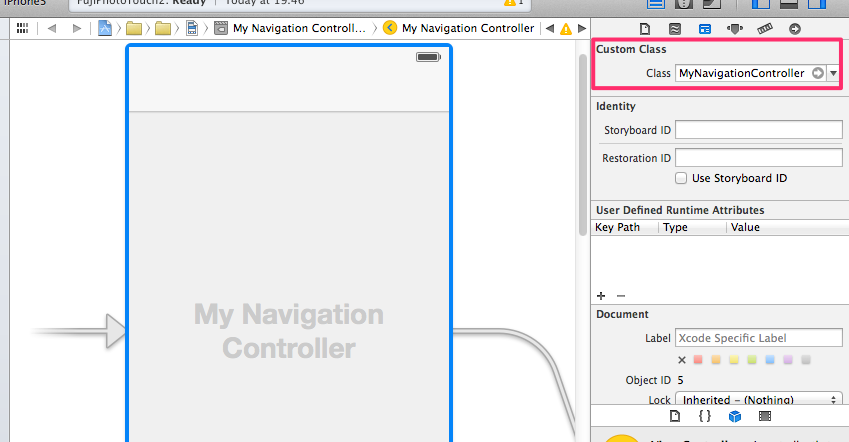 iPhone5
FujiPhotoTouch2: Ready | Today at 19:46
1
My Navigation Controll...
My Navigation Controller
Custom Class
Class MyNavigationController
Identity
Storyboard ID
Restoration ID
Use Storyboard ID
User Defined Runtime Attributes
Key Path Type Value
+ −
Document
Label Xcode Specific Label
Object ID 5
Lock Inherited - (Nothing)
{ }
My Navigation
Controller